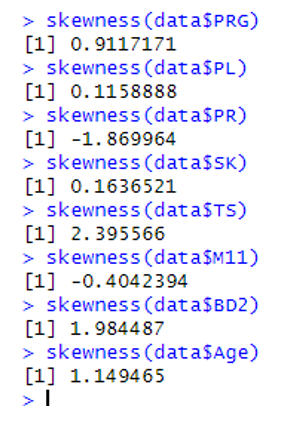 > skewness(data$PRG)
[1] 0.9117171
> skewness(data$PL)
[1] 0.1158888
> skewness(data$PR)
[1] -1.869964
> skewness(data$SK)
[1] 0.1636521
> skewness(data$TS)
[1] 2.395566
> skewness(data$M11)
[1] -0.4042394
> skewness(data$BD2)
[1] 1.984487
> skewness(data$Age)
[1] 1.149465
>